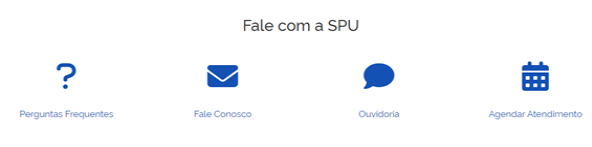 Fale com a SPU
Perguntas Frequentes
Fale Conosco
Ouvidoria
Agendar Atendimento